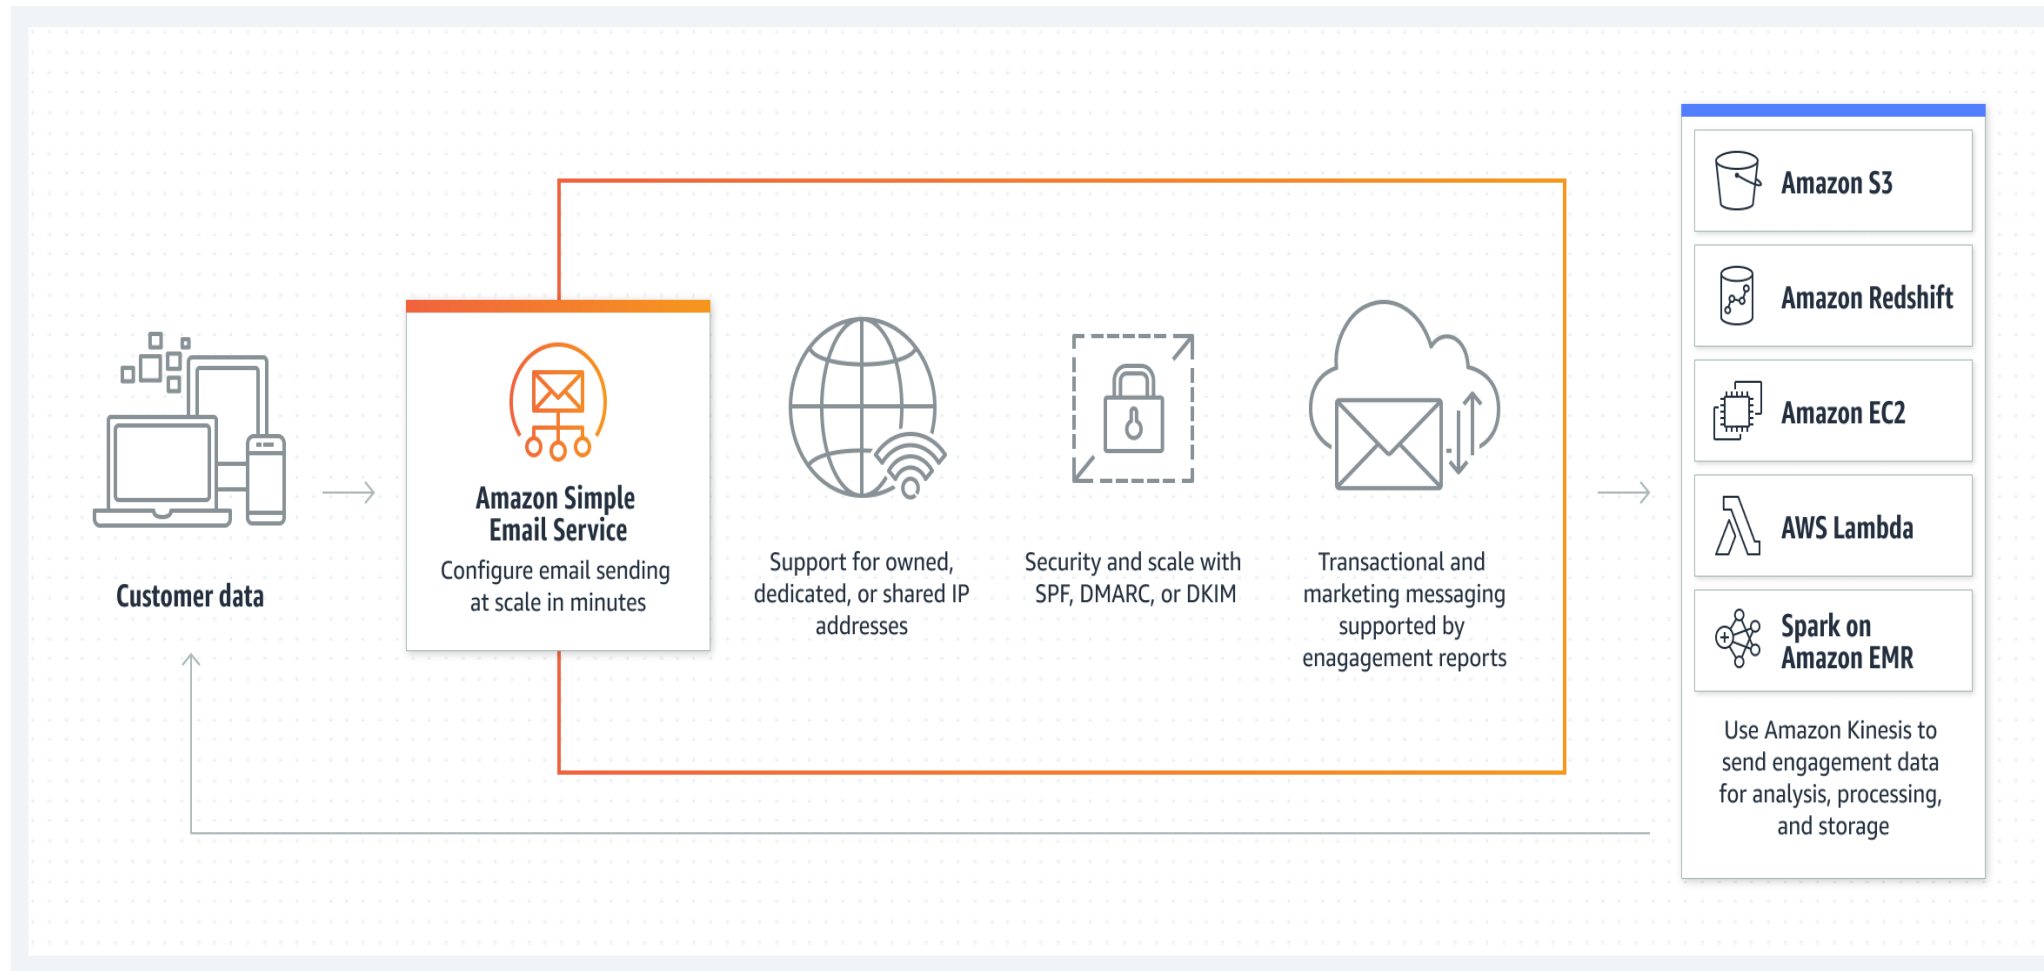 Customer data
Amazon Simple
Email Service
Configure email sending
at scale in minutes
Support for owned,
dedicated, or shared IP
addresses
Security and scale with
SPF, DMARC, or DKIM
Transactional and
marketing messaging
supported by
enagagement reports
Amazon S3
Amazon Redshift
Amazon EC2
AWS Lambda
Spark on
Amazon EMR
Use Amazon Kinesis to
send engagement data
for analysis, processing,
and storage